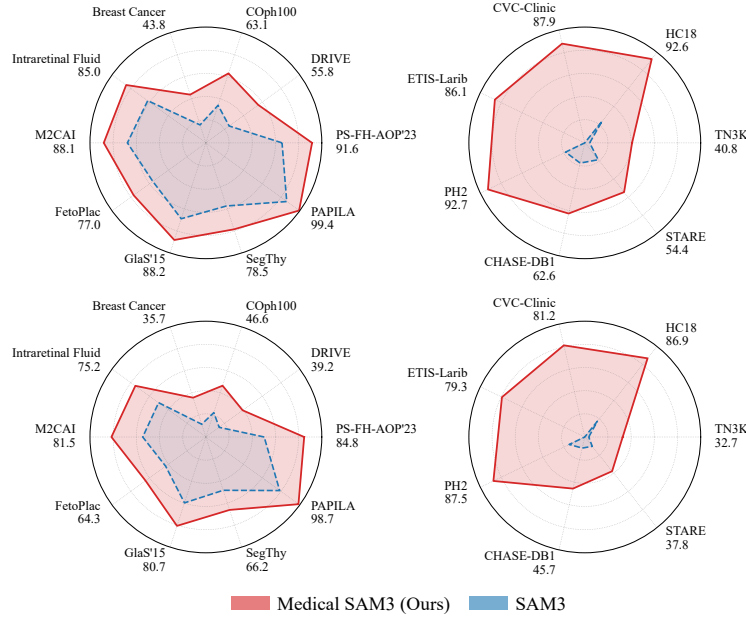 Breast Cancer
43.8
COph100
63.1
Intraretinal Fluid
85.0
DRIVE
55.8
M2CAI
88.1
PS-FH-AOP'23
91.6
FetoPlac
77.0
PAPILA
99.4
GlaS'15
88.2
SegThy
78.5
CVC-Clinic
87.9
HC18
92.6
ETIS-Larib
86.1
TN3K
40.8
PH2
92.7
STARE
54.4
CHASE-DB1
62.6
Breast Cancer
35.7
COph100
46.6
Intraretinal Fluid
75.2
DRIVE
39.2
M2CAI
81.5
PS-FH-AOP'23
84.8
FetoPlac
64.3
PAPILA
98.7
GlaS'15
80.7
SegThy
66.2
CVC-Clinic
81.2
HC18
86.9
ETIS-Larib
79.3
TN3K
32.7
PH2
87.5
STARE
37.8
CHASE-DB1
45.7
Medical SAM3 (Ours)
SAM3